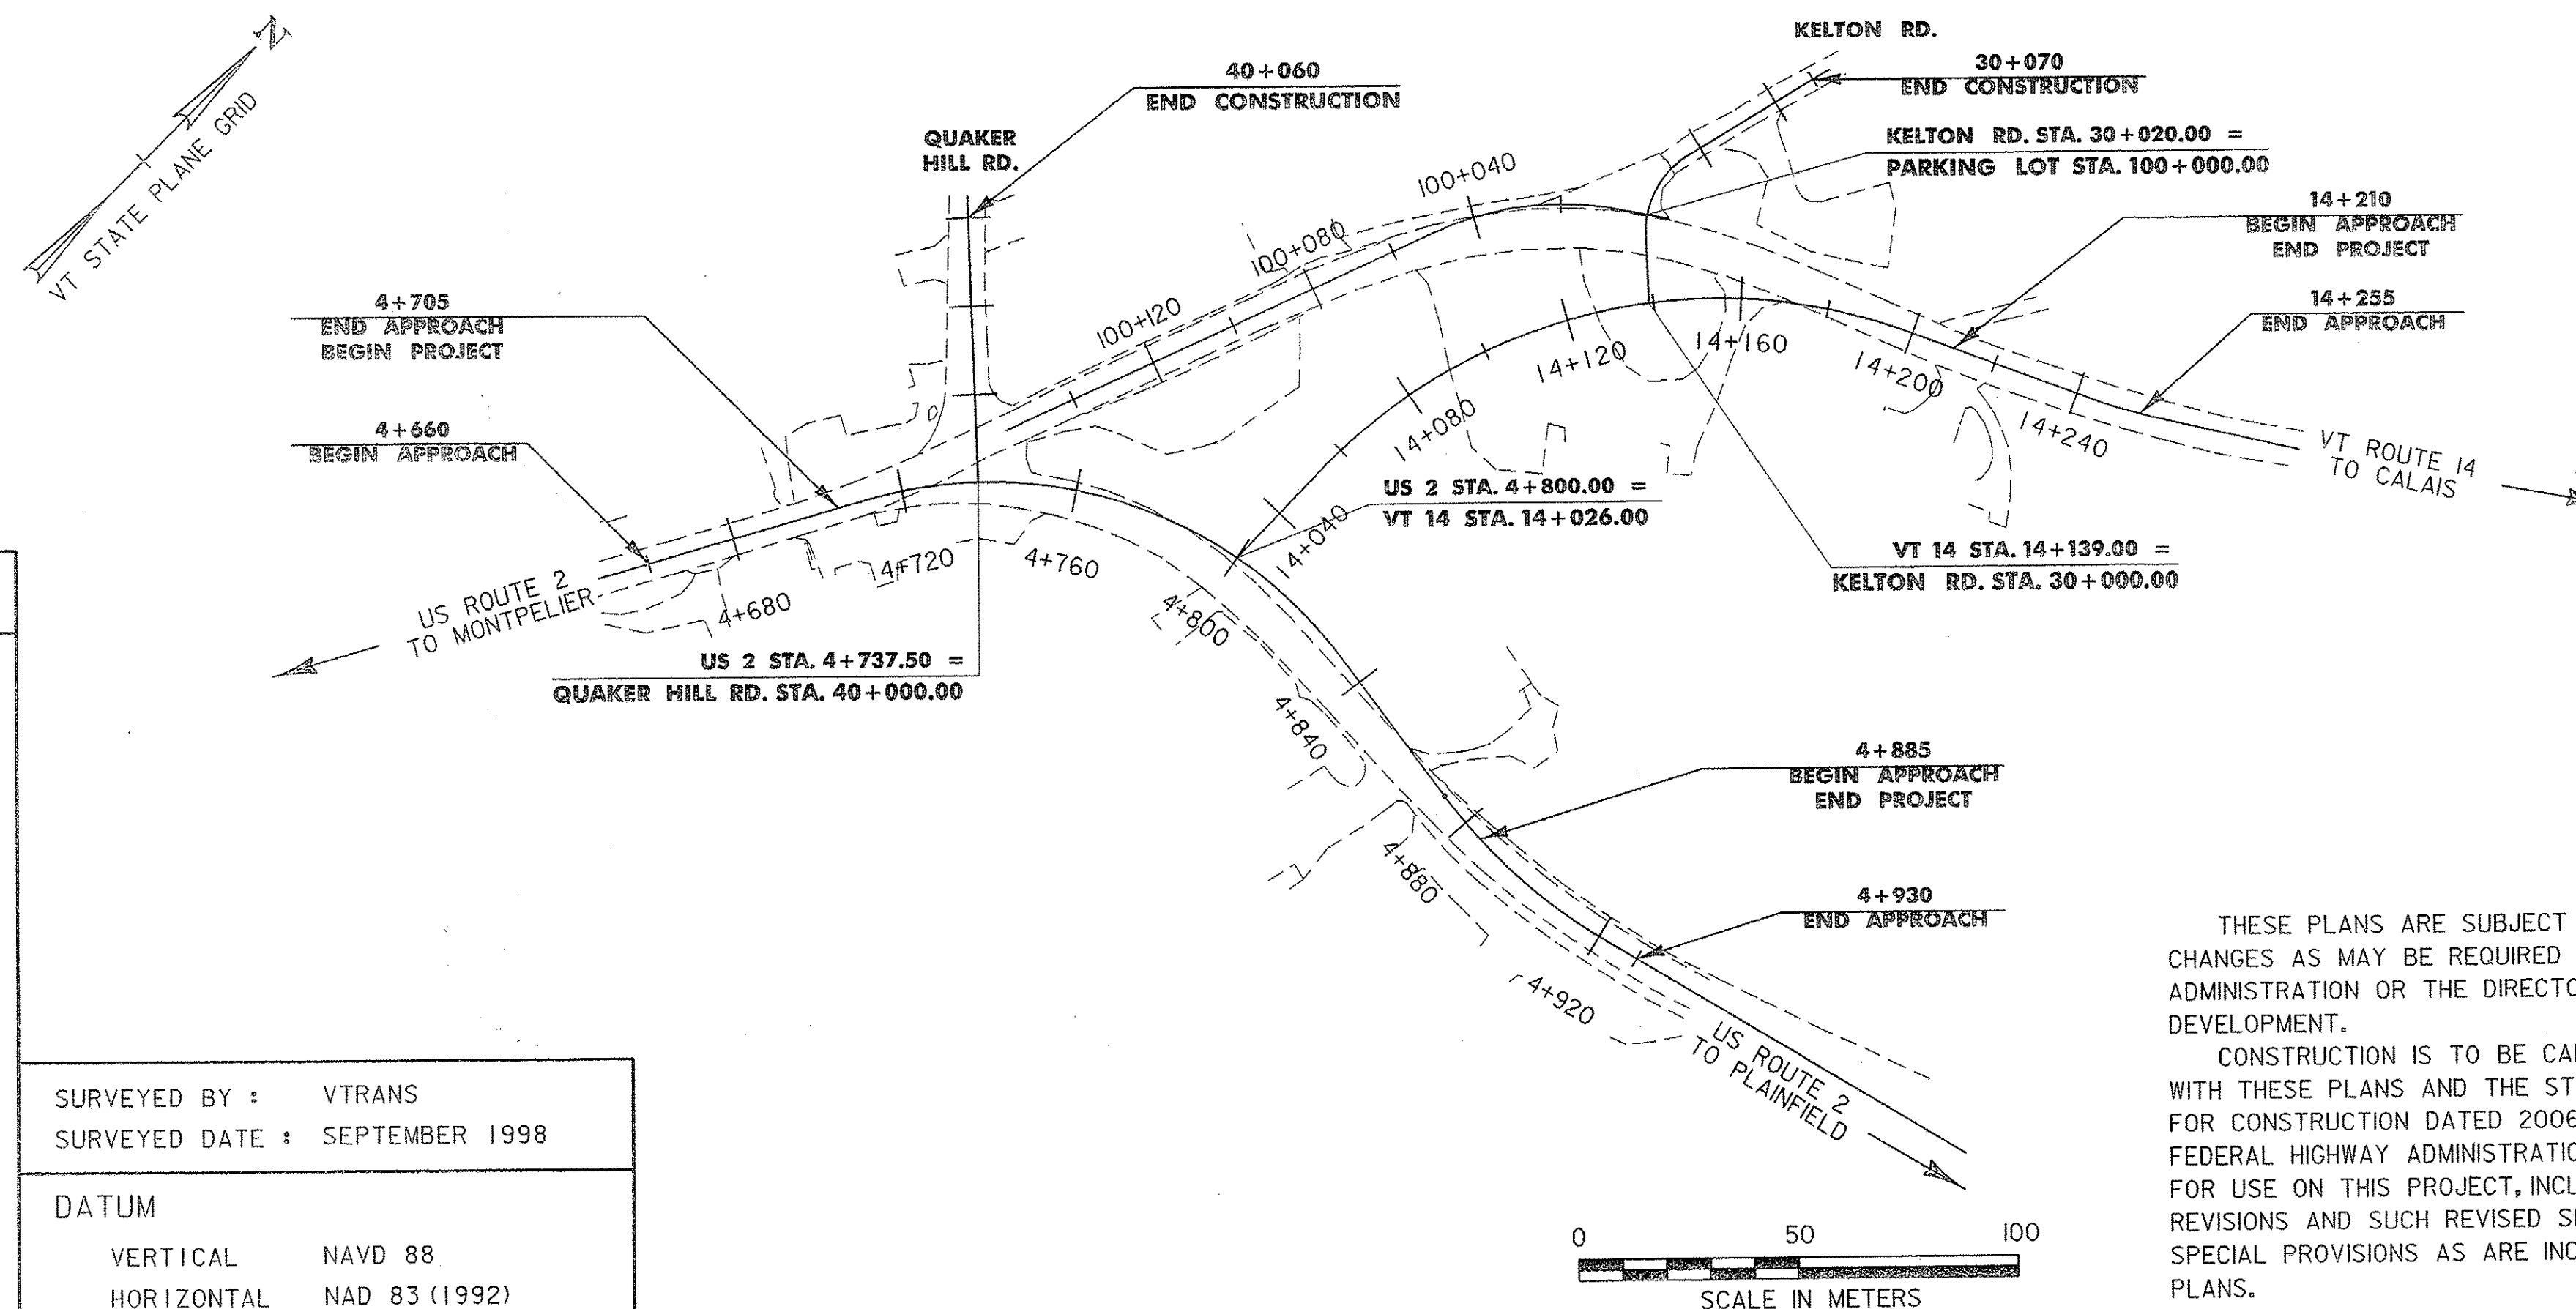 N
VT STATE PLANE GRID
KELTON RD.
40+060
END CONSTRUCTION
30+070
END CONSTRUCTION
QUAKER
HILL RD.
KELTON RD. STA. 30+020.00 =
PARKING LOT STA. 100+000.00
100+040
100+080
100+120
14+210
BEGIN APPROACH
END PROJECT
4+705
END APPROACH
BEGIN PROJECT
14+255
END APPROACH
4+660
BEGIN APPROACH
14+040
14+080
14+120
14+160
14+200
14+240
VT ROUTE 14
TO CALAIS
US 2 STA. 4+800.00 =
VT 14 STA. 14+026.00
VT 14 STA. 14+139.00 =
KELTON RD. STA. 30+000.00
US ROUTE 2
TO MONTPELIER
4+680
4+720
4+760
4+800
4+840
4+880
4+920
US 2 STA. 4+737.50 =
QUAKER HILL RD. STA. 40+000.00
4+885
BEGIN APPROACH
END PROJECT
4+930
END APPROACH
US ROUTE 2
TO PLAINFIELD
SURVEYED BY : VTRANS
SURVEYED DATE : SEPTEMBER 1998
DATUM
VERTICAL NAVD 88
HORIZONTAL NAD 83 (1992)
0 50 100
SCALE IN METERS
THESE PLANS ARE SUBJECT
CHANGES AS MAY BE REQUIRED
ADMINISTRATION OR THE DIRECTO
DEVELOPMENT.
CONSTRUCTION IS TO BE CA
WITH THESE PLANS AND THE ST
FOR CONSTRUCTION DATED 2006
FEDERAL HIGHWAY ADMINISTRATIO
FOR USE ON THIS PROJECT, INCL
REVISIONS AND SUCH REVISED S
SPECIAL PROVISIONS AS ARE INC
PLANS.